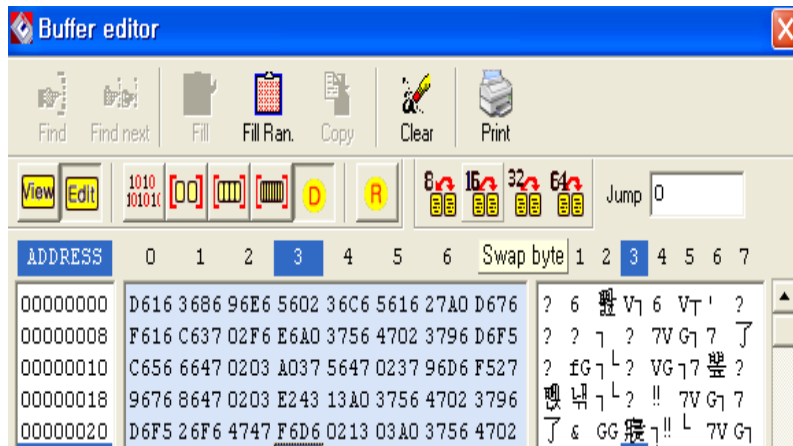 Buffer editor
Find Find next Fill Fill Ran. Copy Clear Print
View Edit 1010 101010 D R 8 16 32 64 Jump 0
ADDRESS 0 1 2 3 4 5 6 Swap byte 1 2 3 4 5 6 7
00000000 D616 3686 96E6 5602 36C6 5616 27A0 D676
00000008 F616 C637 02F6 E6A0 3756 4702 3796 D6F5
00000010 C656 6647 0203 A037 5647 0237 96D6 F527
00000018 9676 8647 0203 E243 13A0 3756 4702 3796
00000020 D6F5 26F6 4747 F6D6 0213 03A0 3756 4702